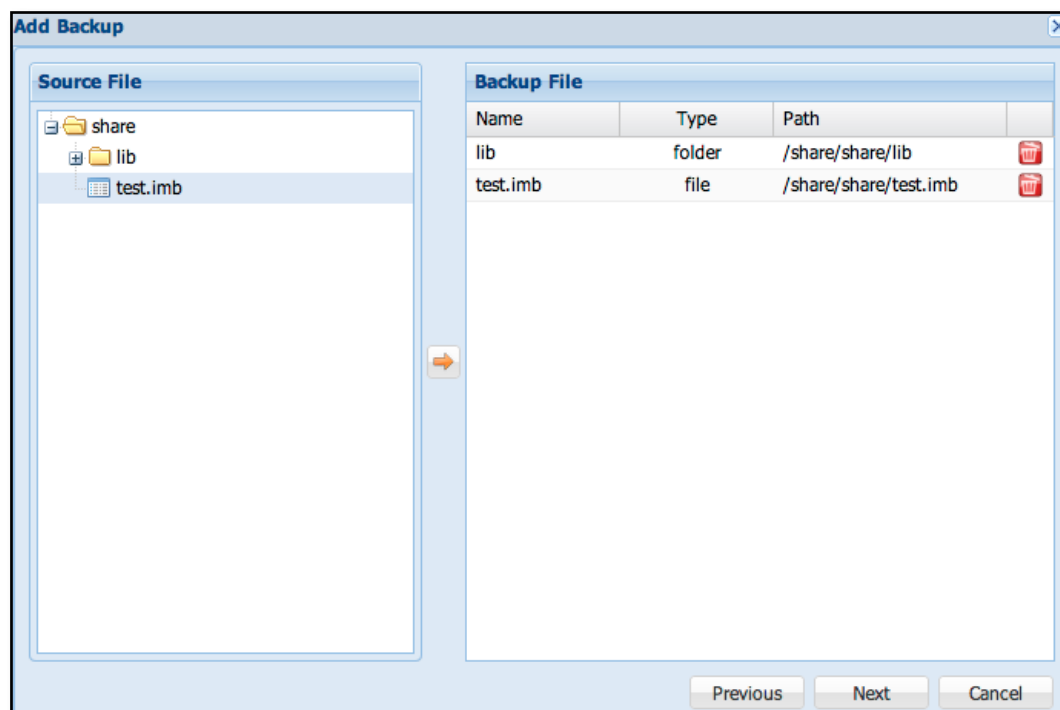 Add Backup
Source File
share
lib
test.imb
Backup File
Name Type Path
lib folder /share/share/lib
test.imb file /share/share/test.imb
Previous Next Cancel